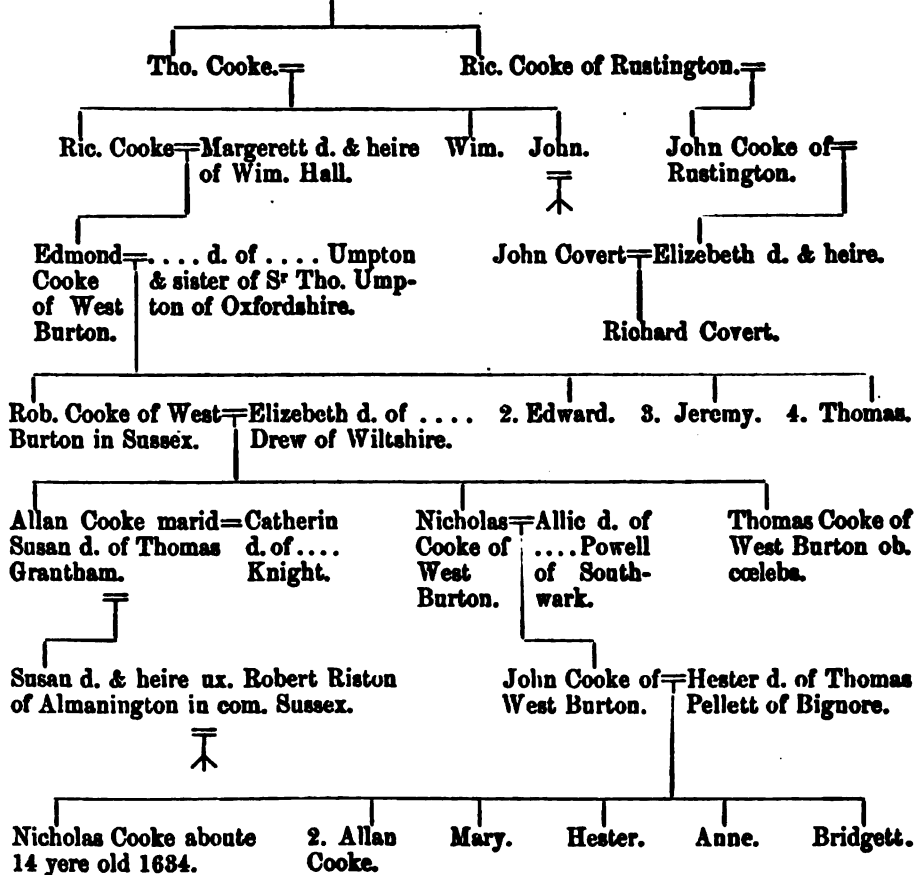 Tho. Cooke.
Ric. Cooke of Rustington.
Ric. Cooke
Margerett d. & heire
of Wim. Hall.
Wim.
John.
John Cooke of
Rustington.
Edmond
Cooke
of West
Burton.
.... d. of .... Umpton
& sister of Sr Tho. Ump-
ton of Oxfordshire.
John Covert
Elizebeth d. & heire.
Richard Covert.
Rob. Cooke of West
Burton in Sussex.
Elizebeth d. of ....
Drew of Wiltshire.
2. Edward.
3. Jeremy.
4. Thomas.
Allan Cooke marid
Susan d. of Thomas
Grantham.
Catherin
d. of ....
Knight.
Nicholas
Cooke of
West
Burton.
Allic d. of
.... Powell
of South-
wark.
Thomas Cooke of
West Burton ob.
cœlebs.
Susan d. & heire ux. Robert Riston
of Almanington in com. Sussex.
John Cooke of
West Burton.
Hester d. of Thomas
Pellett of Bignore.
Nicholas Cooke aboute
14 yere old 1634.
2. Allan
Cooke.
Mary.
Hester.
Anne.
Bridgett.